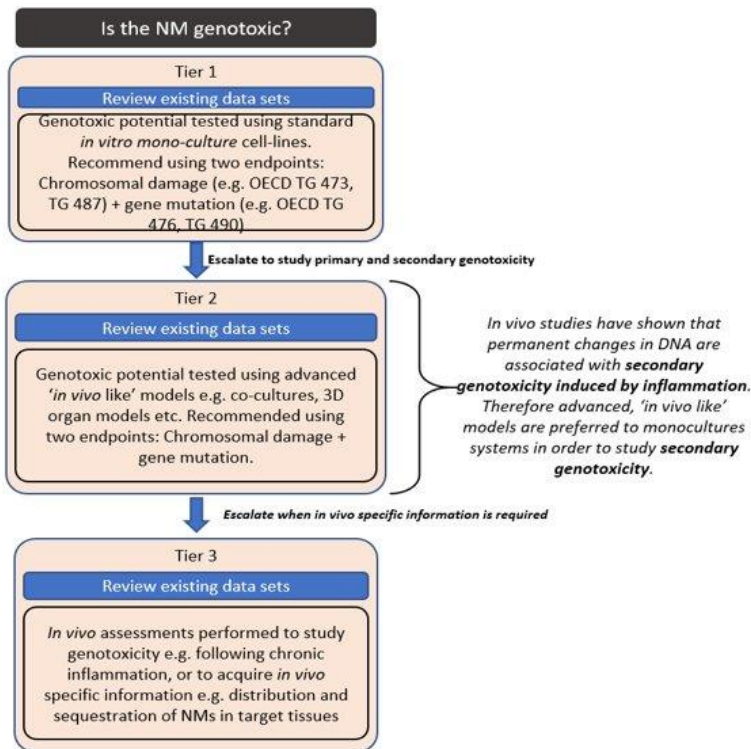 Is the NM genotoxic?
Tier 1
Review existing data sets
Genotoxic potential tested using standard
in vitro mono-culture cell-lines.
Recommend using two endpoints:
Chromosomal damage (e.g. OECD TG 473,
TG 487) + gene mutation (e.g. OECD TG
476, TG 490)
Escalate to study primary and secondary genotoxicity
Tier 2
Review existing data sets
Genotoxic potential tested using advanced
‘in vivo like’ models e.g. co-cultures, 3D
organ models etc. Recommended using
two endpoints: Chromosomal damage +
gene mutation.
In vivo studies have shown that
permanent changes in DNA are
associated with secondary
genotoxicity induced by inflammation.
Therefore advanced, ‘in vivo like’
models are preferred to monocultures
systems in order to study secondary
genotoxicity.
Escalate when in vivo specific information is required
Tier 3
Review existing data sets
In vivo assessments performed to study
genotoxicity e.g. following chronic
inflammation, or to acquire in vivo
specific information e.g. distribution and
sequestration of NMs in target tissues